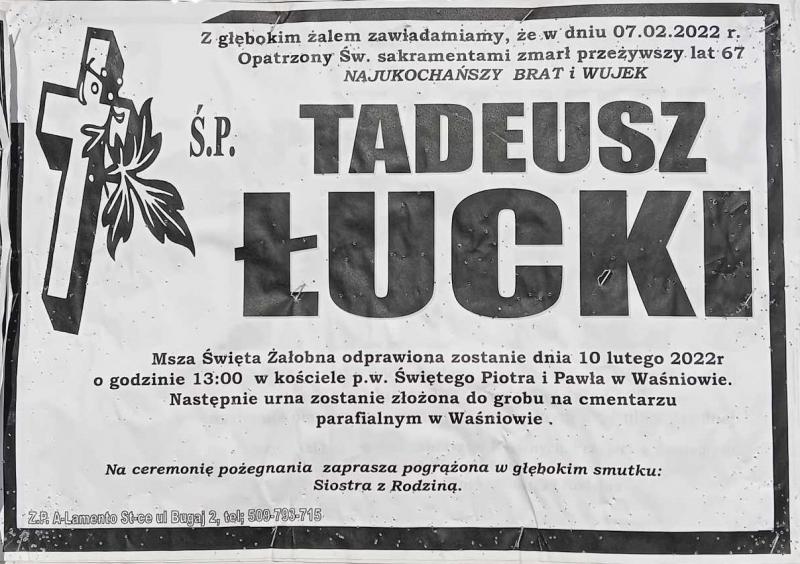 Z głębokim żalem zawiadamiamy, że w dniu 07.02.2022 r.
Opatrzony Św. sakramentami zmarł przeżywszy lat 67
NAJUKOCHAŃSZY BRAT i WUJEK
Ś.P.
TADEUSZ
ŁUCKI
Msza Święta Żałobna odprawiona zostanie dnia 10 lutego 2022r
o godzinie 13:00 w kościele p.w. Świętego Piotra i Pawła w Waśniowie.
Następnie urna zostanie złożona do grobu na cmentarzu
parafialnym w Waśniowie .
Na ceremonię pożegnania zaprasza pogrążona w głębokim smutku:
Siostra z Rodziną.
Z.P. A-Lamento St-ce ul Bugaj 2, tel; 509-793-715